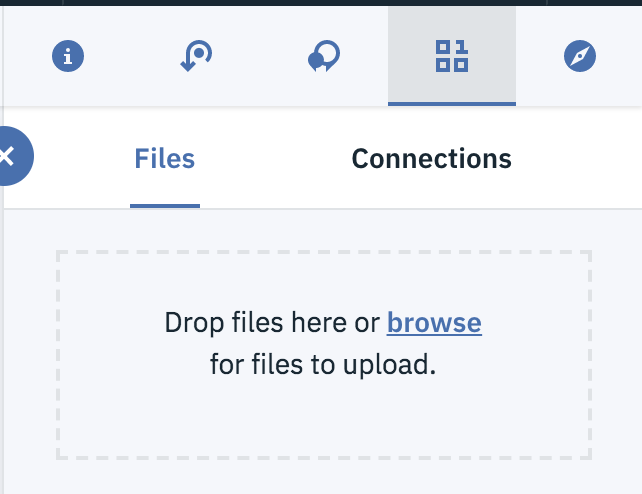 Files
Connections
Drop files here or browse
for files to upload.